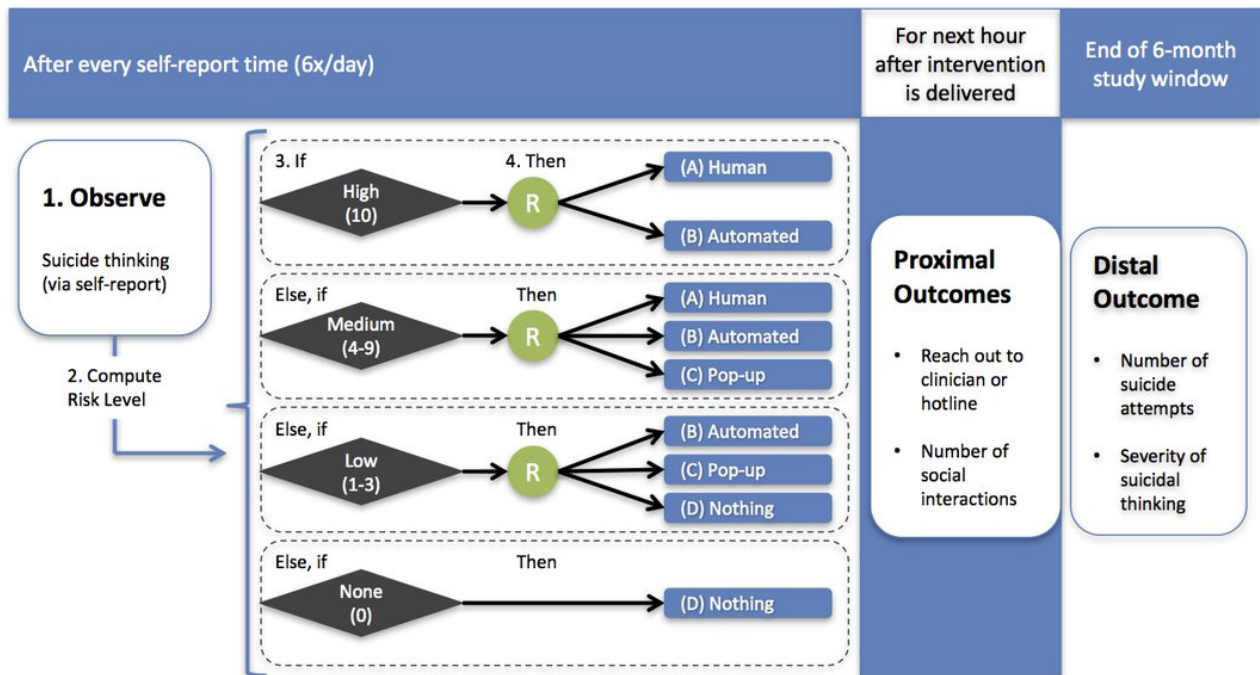 After every self-report time (6x/day)
For next hour
after intervention
is delivered
End of 6-month
study window
1. Observe
Suicide thinking
(via self-report)
2. Compute
Risk Level
3. If
4. Then
High
(10)
R
(A) Human
(B) Automated
Else, if
Then
Medium
(4-9)
R
(A) Human
(B) Automated
(C) Pop-up
Else, if
Then
Low
(1-3)
R
(B) Automated
(C) Pop-up
(D) Nothing
Else, if
Then
None
(0)
(D) Nothing
Proximal
Outcomes
• Reach out to
clinician or
hotline
• Number of
social
interactions
Distal
Outcome
• Number of
suicide
attempts
• Severity of
suicidal
thinking